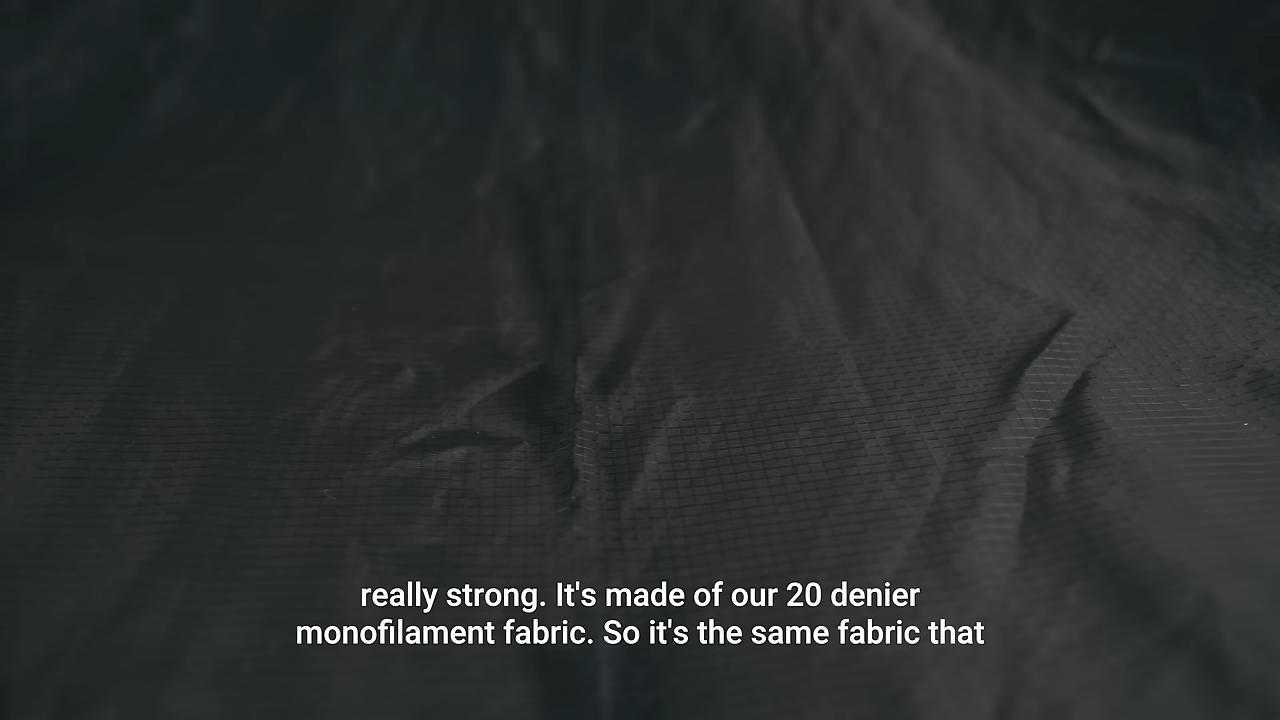 really strong. It's made of our 20 denier
monofilament fabric. So it's the same fabric that